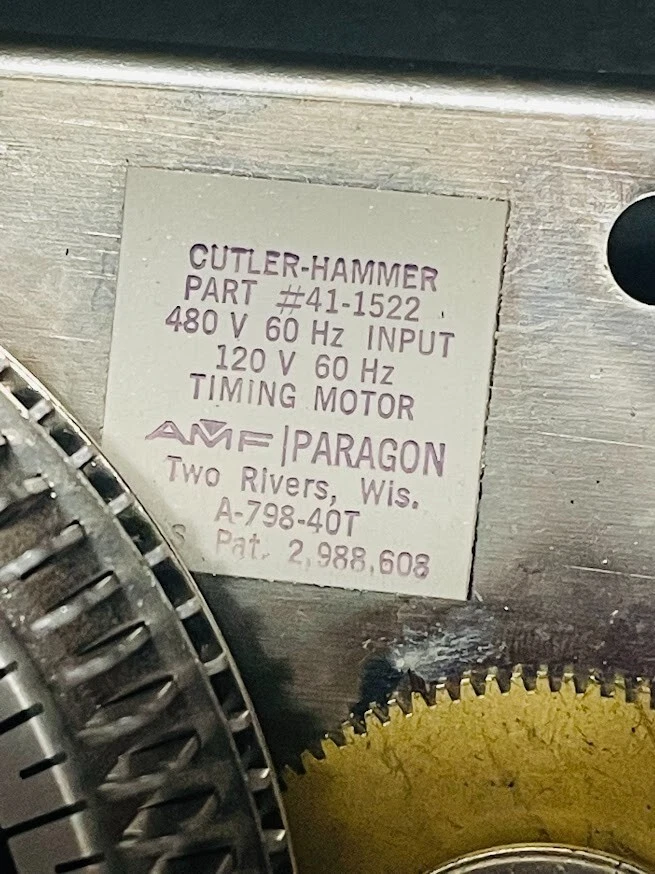 CUTLER-HAMMER
PART #41-1522
480 V 60 Hz INPUT
120 V 60 Hz
TIMING MOTOR
AMF | PARAGON
Two Rivers, Wis.
A-798-40T
S Pat. 2,988,608